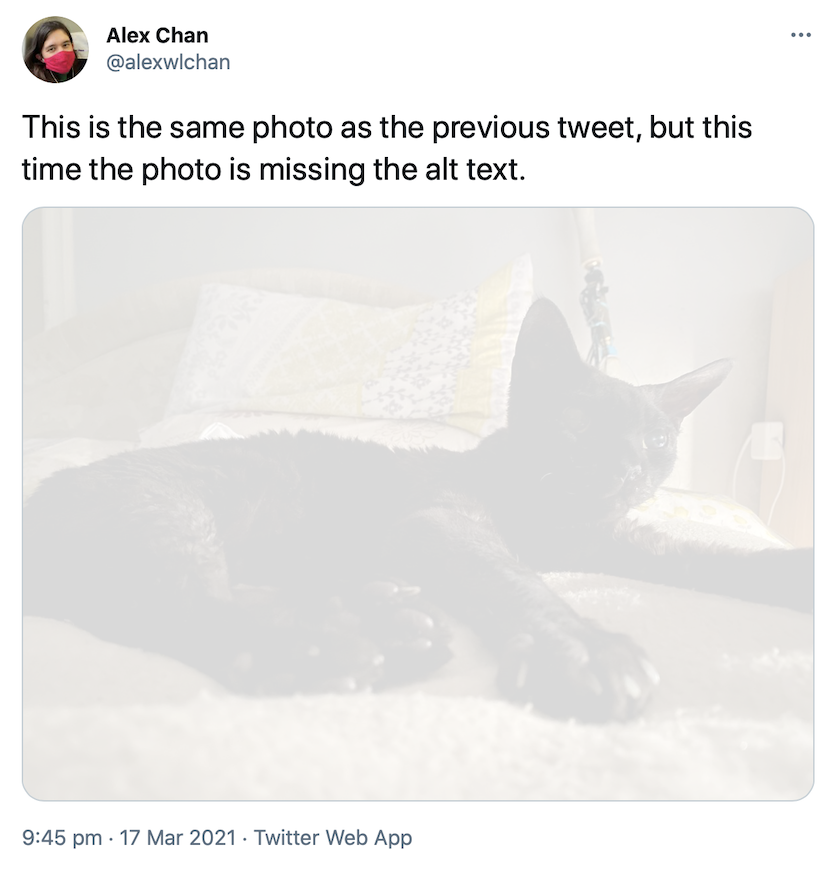 Alex Chan
@alexwlchan
This is the same photo as the previous tweet, but this
time the photo is missing the alt text.
9:45 pm · 17 Mar 2021 · Twitter Web App